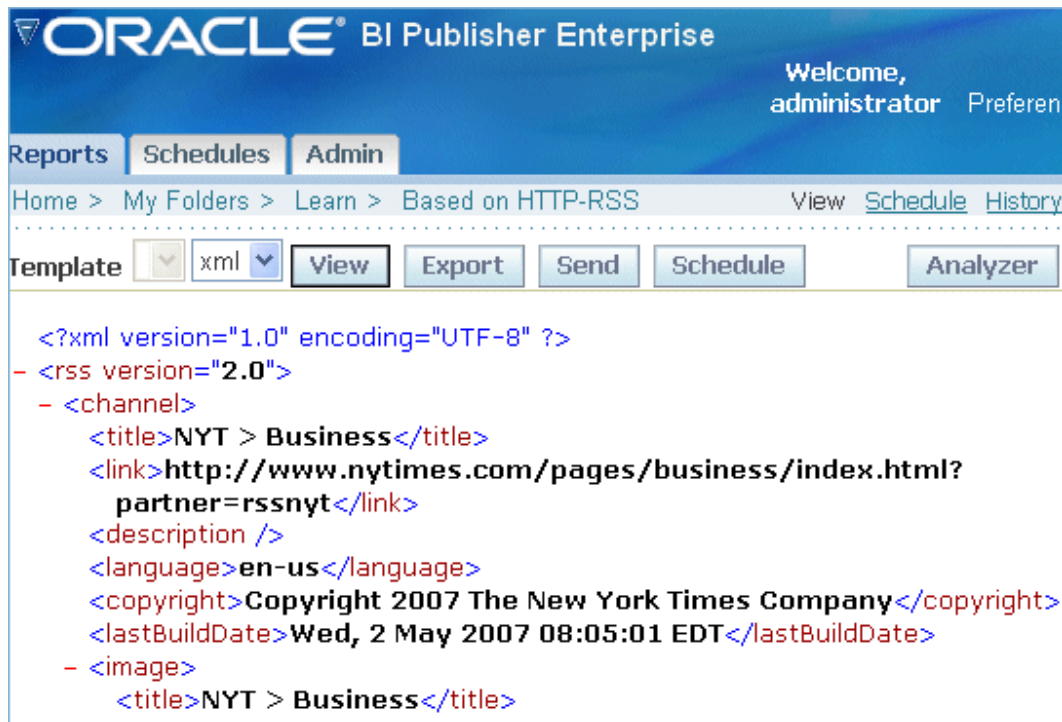 ORACLE® BI Publisher Enterprise
Welcome,
administrator Preferen
Reports Schedules Admin
Home > My Folders > Learn > Based on HTTP-RSS View Schedule History
Template xml View Export Send Schedule Analyzer
<?xml version="1.0" encoding="UTF-8" ?>
- <rss version="2.0">
- <channel>
<title>NYT > Business</title>
<link>http://www.nytimes.com/pages/business/index.html?
partner=rssnyt</link>
<description />
<language>en-us</language>
<copyright>Copyright 2007 The New York Times Company</copyright>
<lastBuildDate>Wed, 2 May 2007 08:05:01 EDT</lastBuildDate>
- <image>
<title>NYT > Business</title>